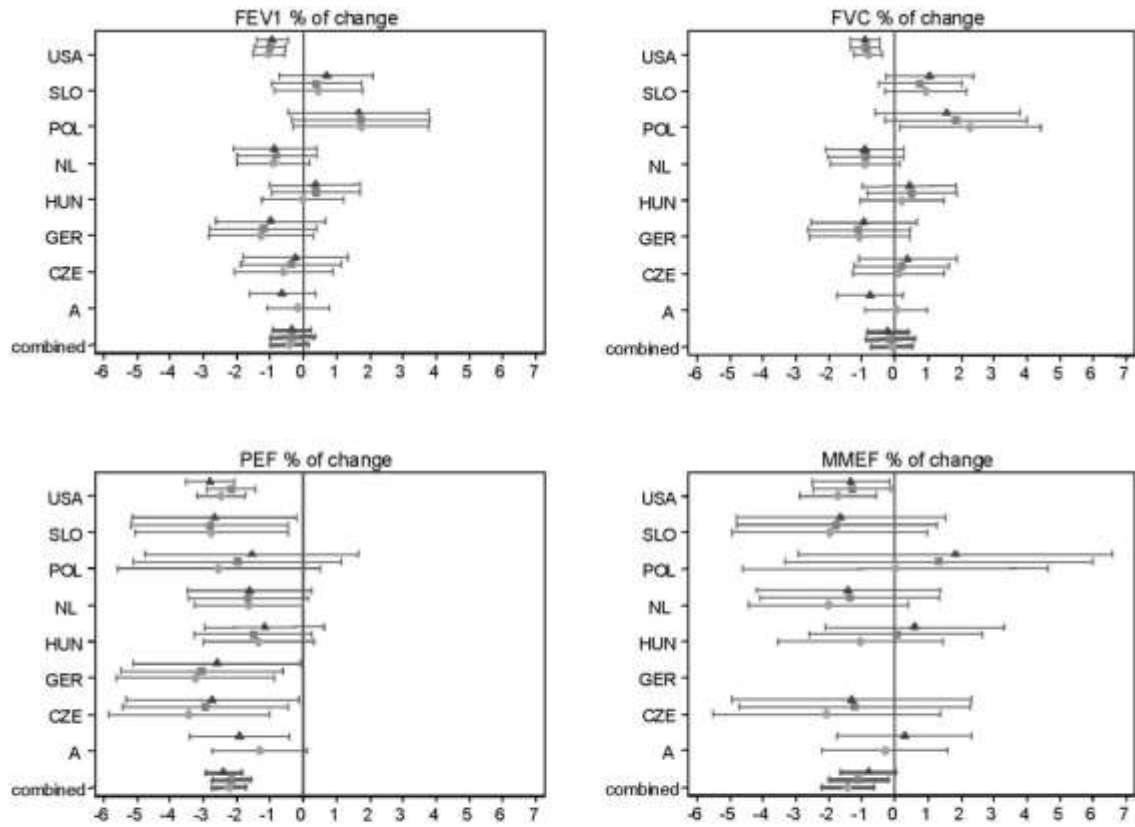 FEV1 % of change
USA
SLO
POL
NL
HUN
GER
CZE
A
combined
-6 -5 -4 -3 -2 -1 0 1 2 3 4 5 6 7
FVC % of change
USA
SLO
POL
NL
HUN
GER
CZE
A
combined
-6 -5 -4 -3 -2 -1 0 1 2 3 4 5 6 7
PEF % of change
USA
SLO
POL
NL
HUN
GER
CZE
A
combined
-6 -5 -4 -3 -2 -1 0 1 2 3 4 5 6 7
MMEF % of change
USA
SLO
POL
NL
HUN
GER
CZE
A
combined
-6 -5 -4 -3 -2 -1 0 1 2 3 4 5 6 7